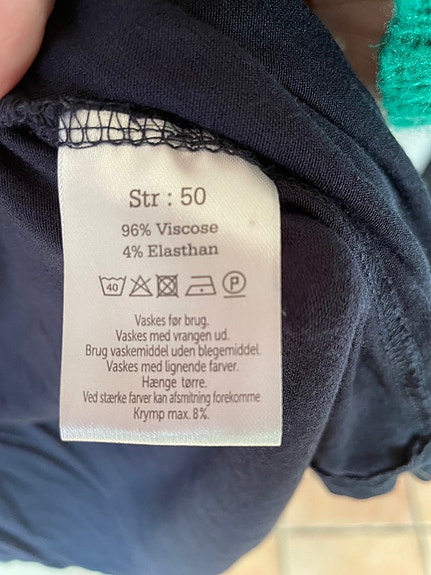 Str : 50
96% Viscose
4% Elasthan
40 P
Vaskes før brug.
Vaskes med vrangen ud.
Brug vaskemiddel uden blegemiddel.
Vaskes med lignende farver.
Hænge tørre.
Ved stærke farver kan afsmitning forekomme
Krymp max. 8%.